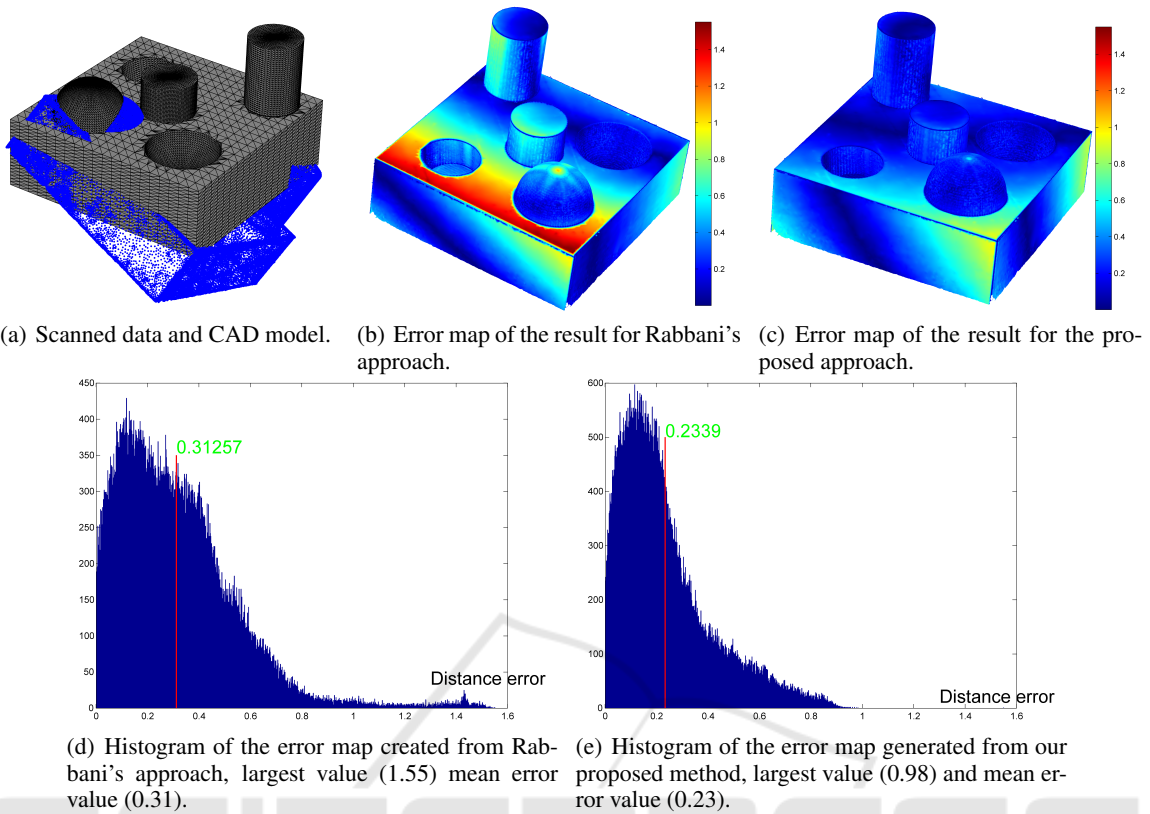 1.4
1.2
1
0.8
0.6
0.4
0.2
1.4
1.2
1
0.8
0.6
0.4
0.2
(a) Scanned data and CAD model.
(b) Error map of the result for Rabbani's
approach.
(c) Error map of the result for the pro-
posed approach.
450
400
350
300
250
200
150
100
50
0
0.31257
Distance error
0 0.2 0.4 0.6 0.8 1 1.2 1.4 1.6
600
500
400
300
200
100
0
0.2339
Distance error
0 0.2 0.4 0.6 0.8 1 1.2 1.4 1.6
(d) Histogram of the error map created from Rab-
bani's approach, largest value (1.55) mean error
value (0.31).
(e) Histogram of the error map generated from our
proposed method, largest value (0.98) and mean er-
ror value (0.23).